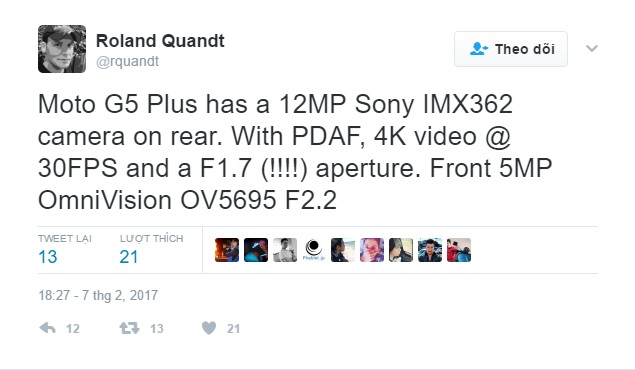 Roland Quandt
@rquandt
Theo dõi
Moto G5 Plus has a 12MP Sony IMX362
camera on rear. With PDAF, 4K video @
30FPS and a F1.7 (!!!!) aperture. Front 5MP
OmniVision OV5695 F2.2
TWEET LẠI LƯỢT THÍCH
13 21
18:27 - 7 thg 2, 2017
12 13 21